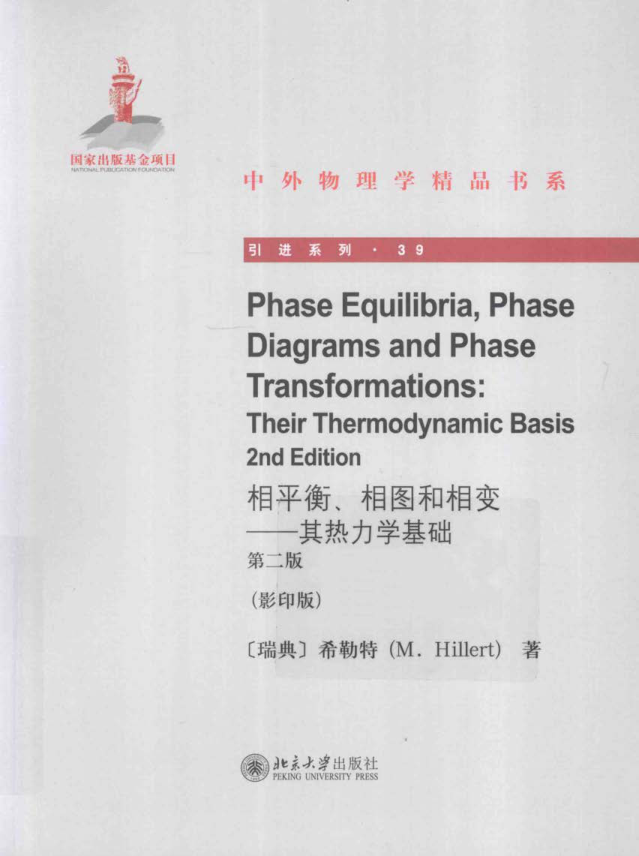 国家出版基金项目
NATIONAL PUBLICATION FOUNDATION
中外物理学精品书系
引进系列·39
Phase Equilibria, Phase
Diagrams and Phase
Transformations:
Their Thermodynamic Basis
2nd Edition
相平衡、相图和相变
——其热力学基础
第二版
(影印版)
〔瑞典〕希勒特 (M. Hillert) 著
北京大学出版社
PEKING UNIVERSITY PRESS